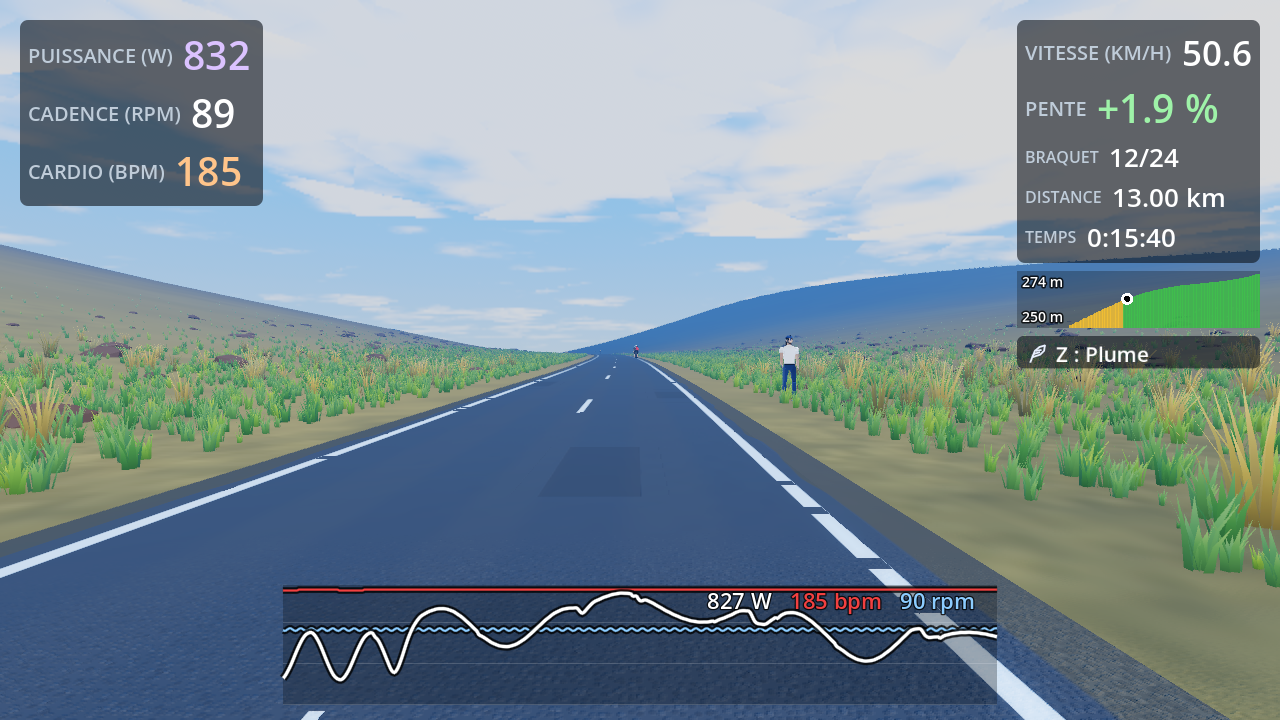 PUISSANCE (W) 832
CADENCE (RPM) 89
CARDIO (BPM) 185
VITESSE (KM/H) 50.6
PENTE +1.9 %
BRAQUET 12/24
DISTANCE 13.00 km
TEMPS 0:15:40
274 m
250 m
Z : Plume
827 W 185 bpm 90 rpm